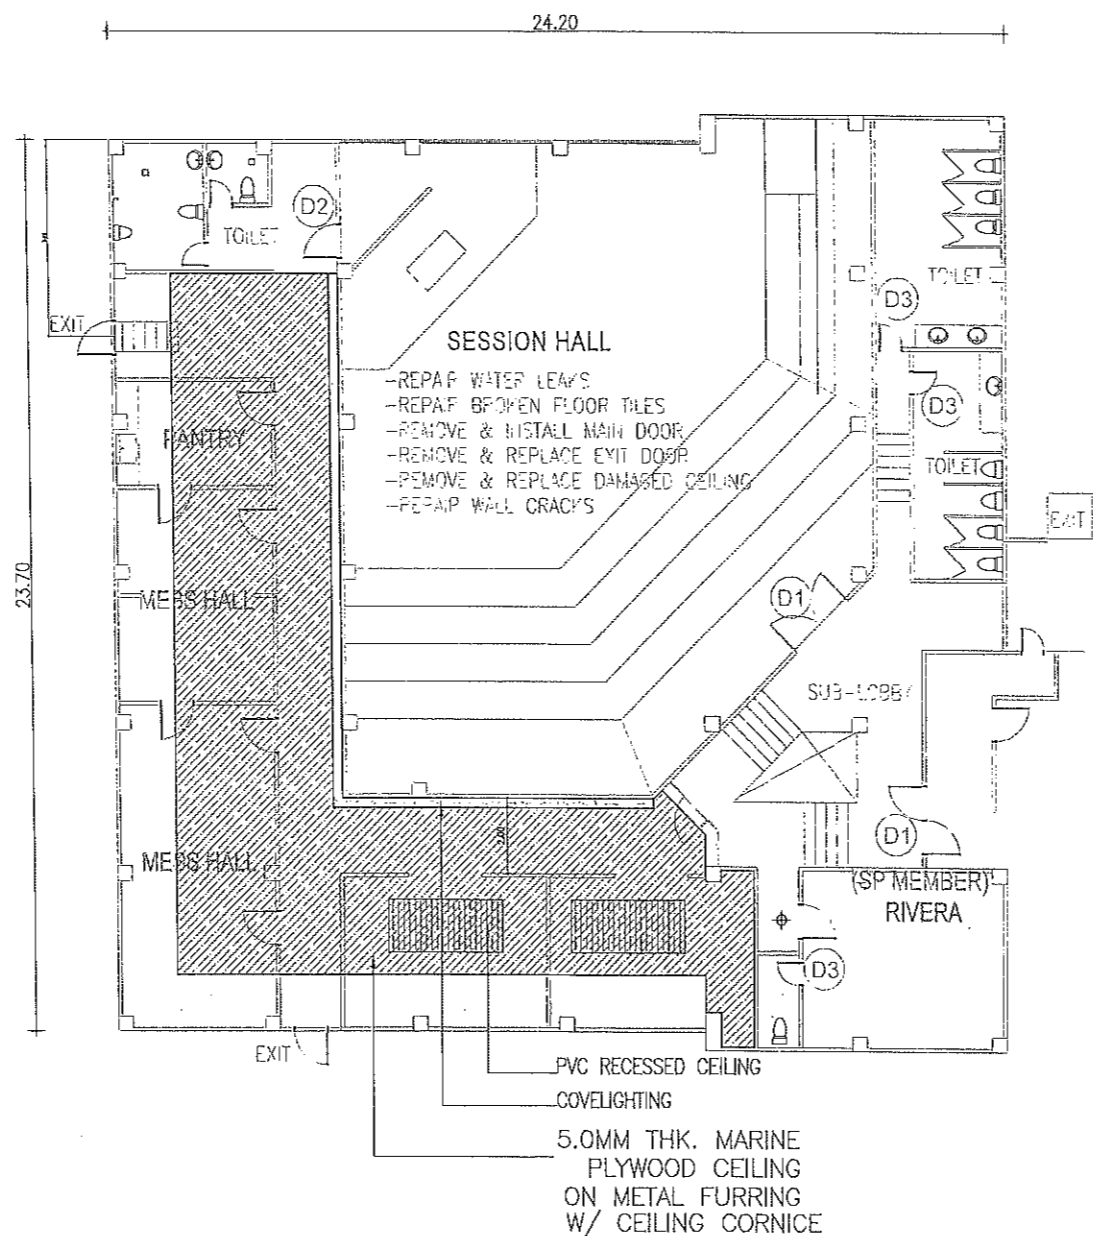 24.20
D2
TOILET
TOILET
D3
EXIT
SESSION HALL
-REPAIR WATER LEAKS
-REPAIR BROKEN FLOOR TILES
-REMOVE & INSTALL MAIN DOOR
-REMOVE & REPLACE EXIT DOOR
-REMOVE & REPLACE DAMAGED CEILING
-REPAIR WALL CRACKS
D3
PANTRY
TOILET
EXIT
23.70
MESS HALL
D1
SUB-LOBBY
D1
MESS HALL
(SP MEMBER)
RIVERA
D3
EXIT
PVC RECESSED CEILING
COVELIGHTING
5.0MM THK. MARINE
PLYWOOD CEILING
ON METAL FURRING
W/ CEILING CORNICE